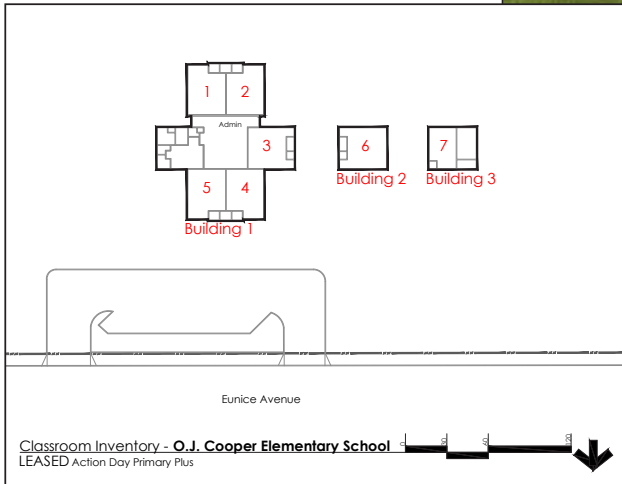 1 2
Admin
3 6 7
5 4
Building 2 Building 3
Building 1
Eunice Avenue
Classroom Inventory - O.J. Cooper Elementary School
LEASED Action Day Primary Plus
0 30 60 120